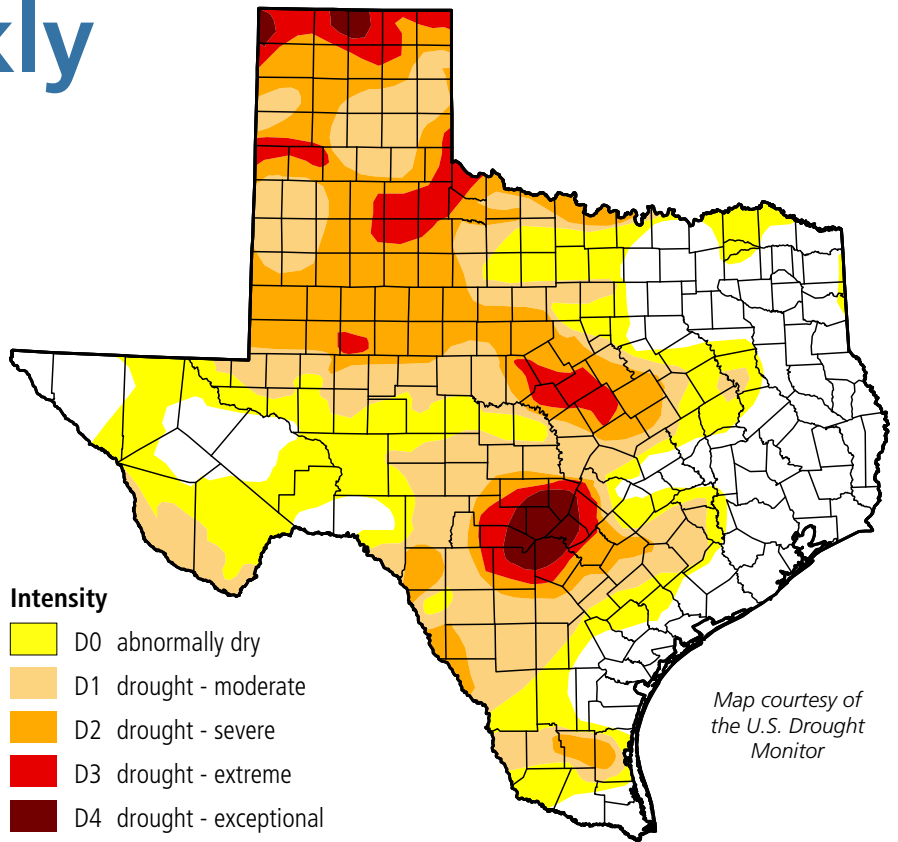 kly
Intensity
D0 abnormally dry
D1 drought - moderate
D2 drought - severe
D3 drought - extreme
D4 drought - exceptional
Map courtesy of
the U.S. Drought
Monitor